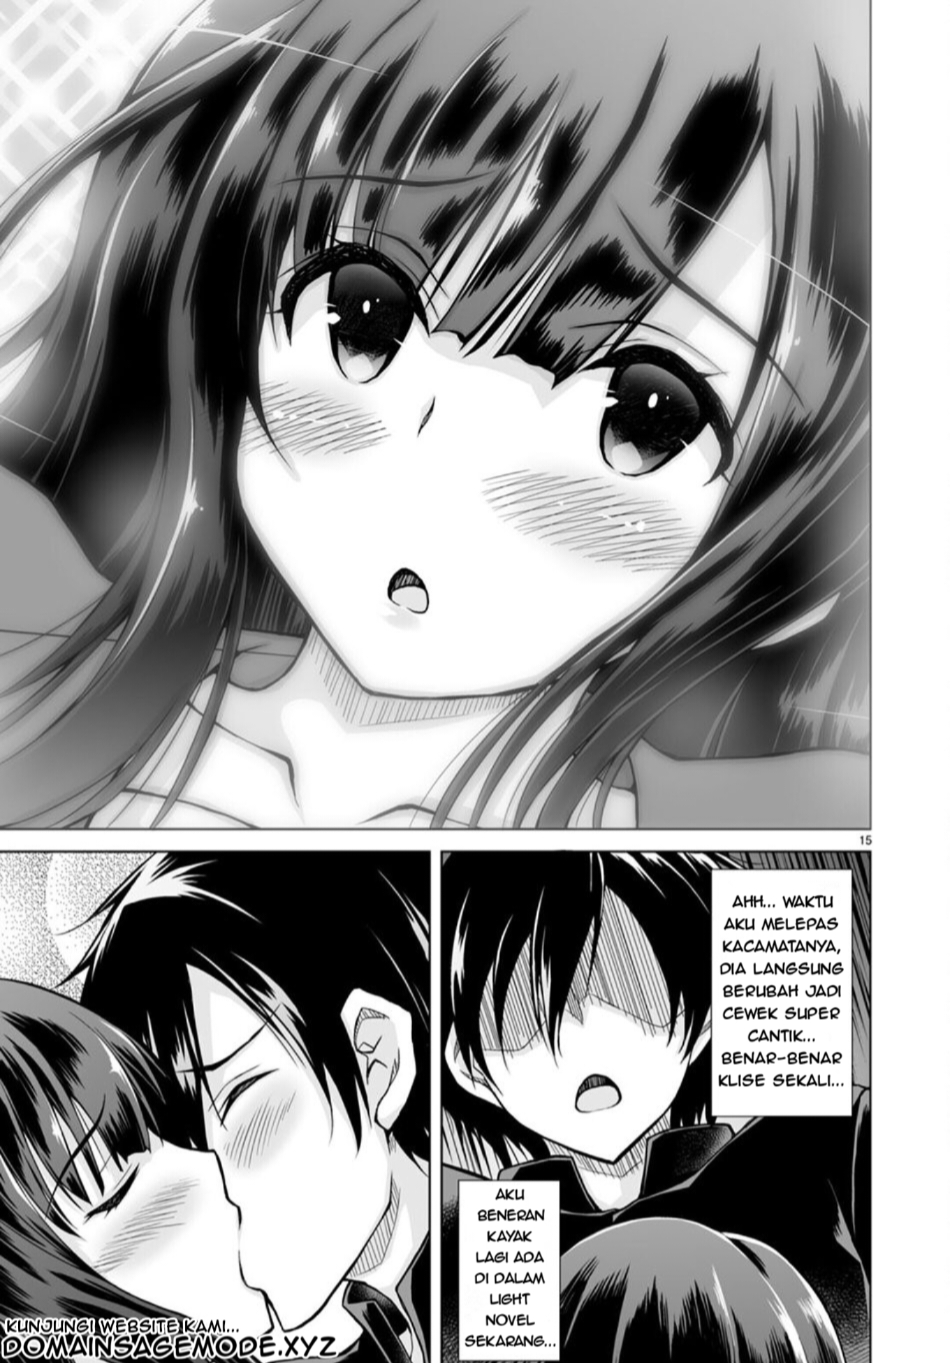 15
AHH... WAKTU
AKU MELEPAS
KACAMATANYA,
DIA LANGSUNG
BERUBAH JADI
CEWEK SUPER
CANTIK...
BENAR-BENAR
KLISE SEKALI...
AKU
BENERAN
KAYAK
LAGI ADA
DI DALAM
LIGHT
NOVEL
SEKARANG...
KUNJUNGI WEBSITE KAMI...
DOMAINSAGEMODE.XYZ